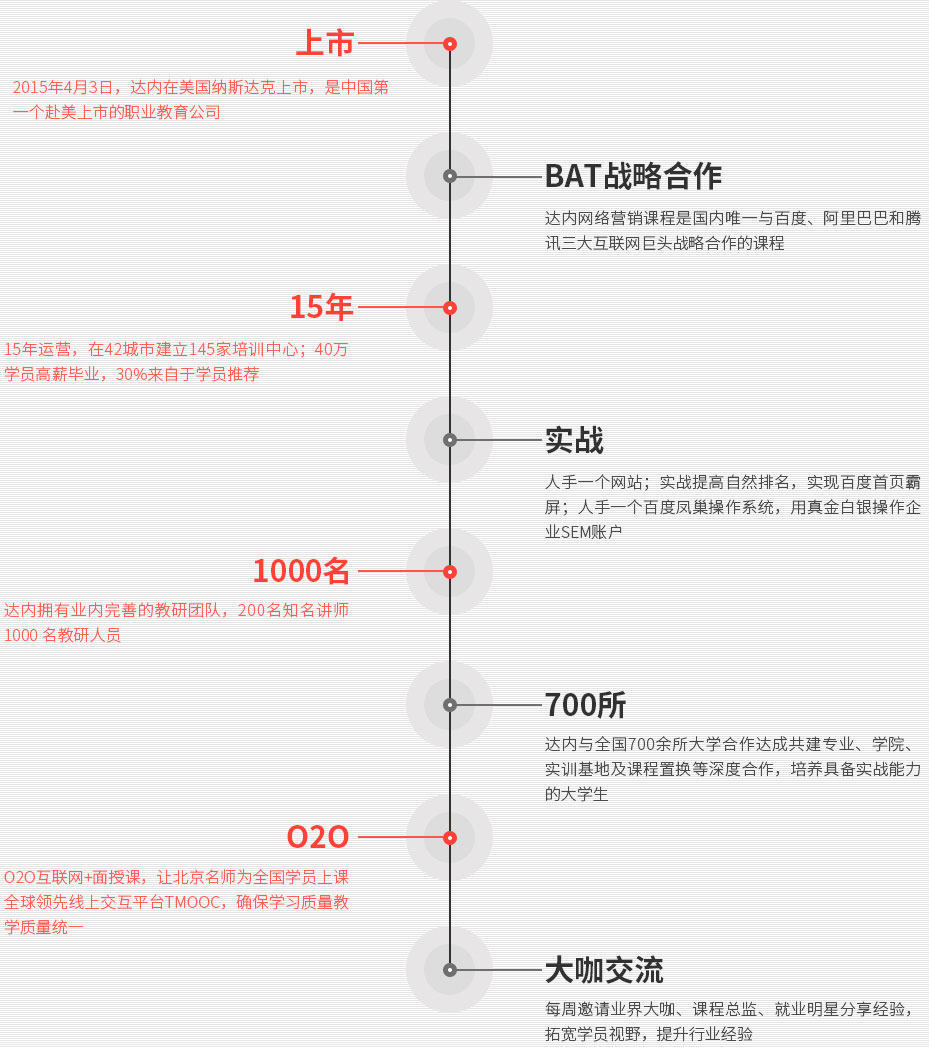 上市
2015年4月3日，达内在美国纳斯达克上市，是中国第
一个赴美上市的职业教育公司
BAT战略合作
达内网络营销课程是国内唯一与百度、阿里巴巴和腾
讯三大互联网巨头战略合作的课程
15年
15年运营，在42城市建立145家培训中心；40万
学员高薪毕业，30%来自于学员推荐
实战
人手一个网站；实战提高自然排名，实现百度首页霸
屏；人手一个百度凤巢操作系统，用真金白银操作企
业SEM账户
1000名
达内拥有业内完善的教研团队，200名知名讲师
1000 名教研人员
700所
达内与全国700余所大学合作达成共建专业、学院、
实训基地及课程置换等深度合作，培养具备实战能力
的大学生
O2O
O2O互联网+面授课，让北京名师为全国学员上课
全球领先线上交互平台TMOOC，确保学习质量教
学质量统一
大咖交流
每周邀请业界大咖、课程总监、就业明星分享经验，
拓宽学员视野，提升行业经验